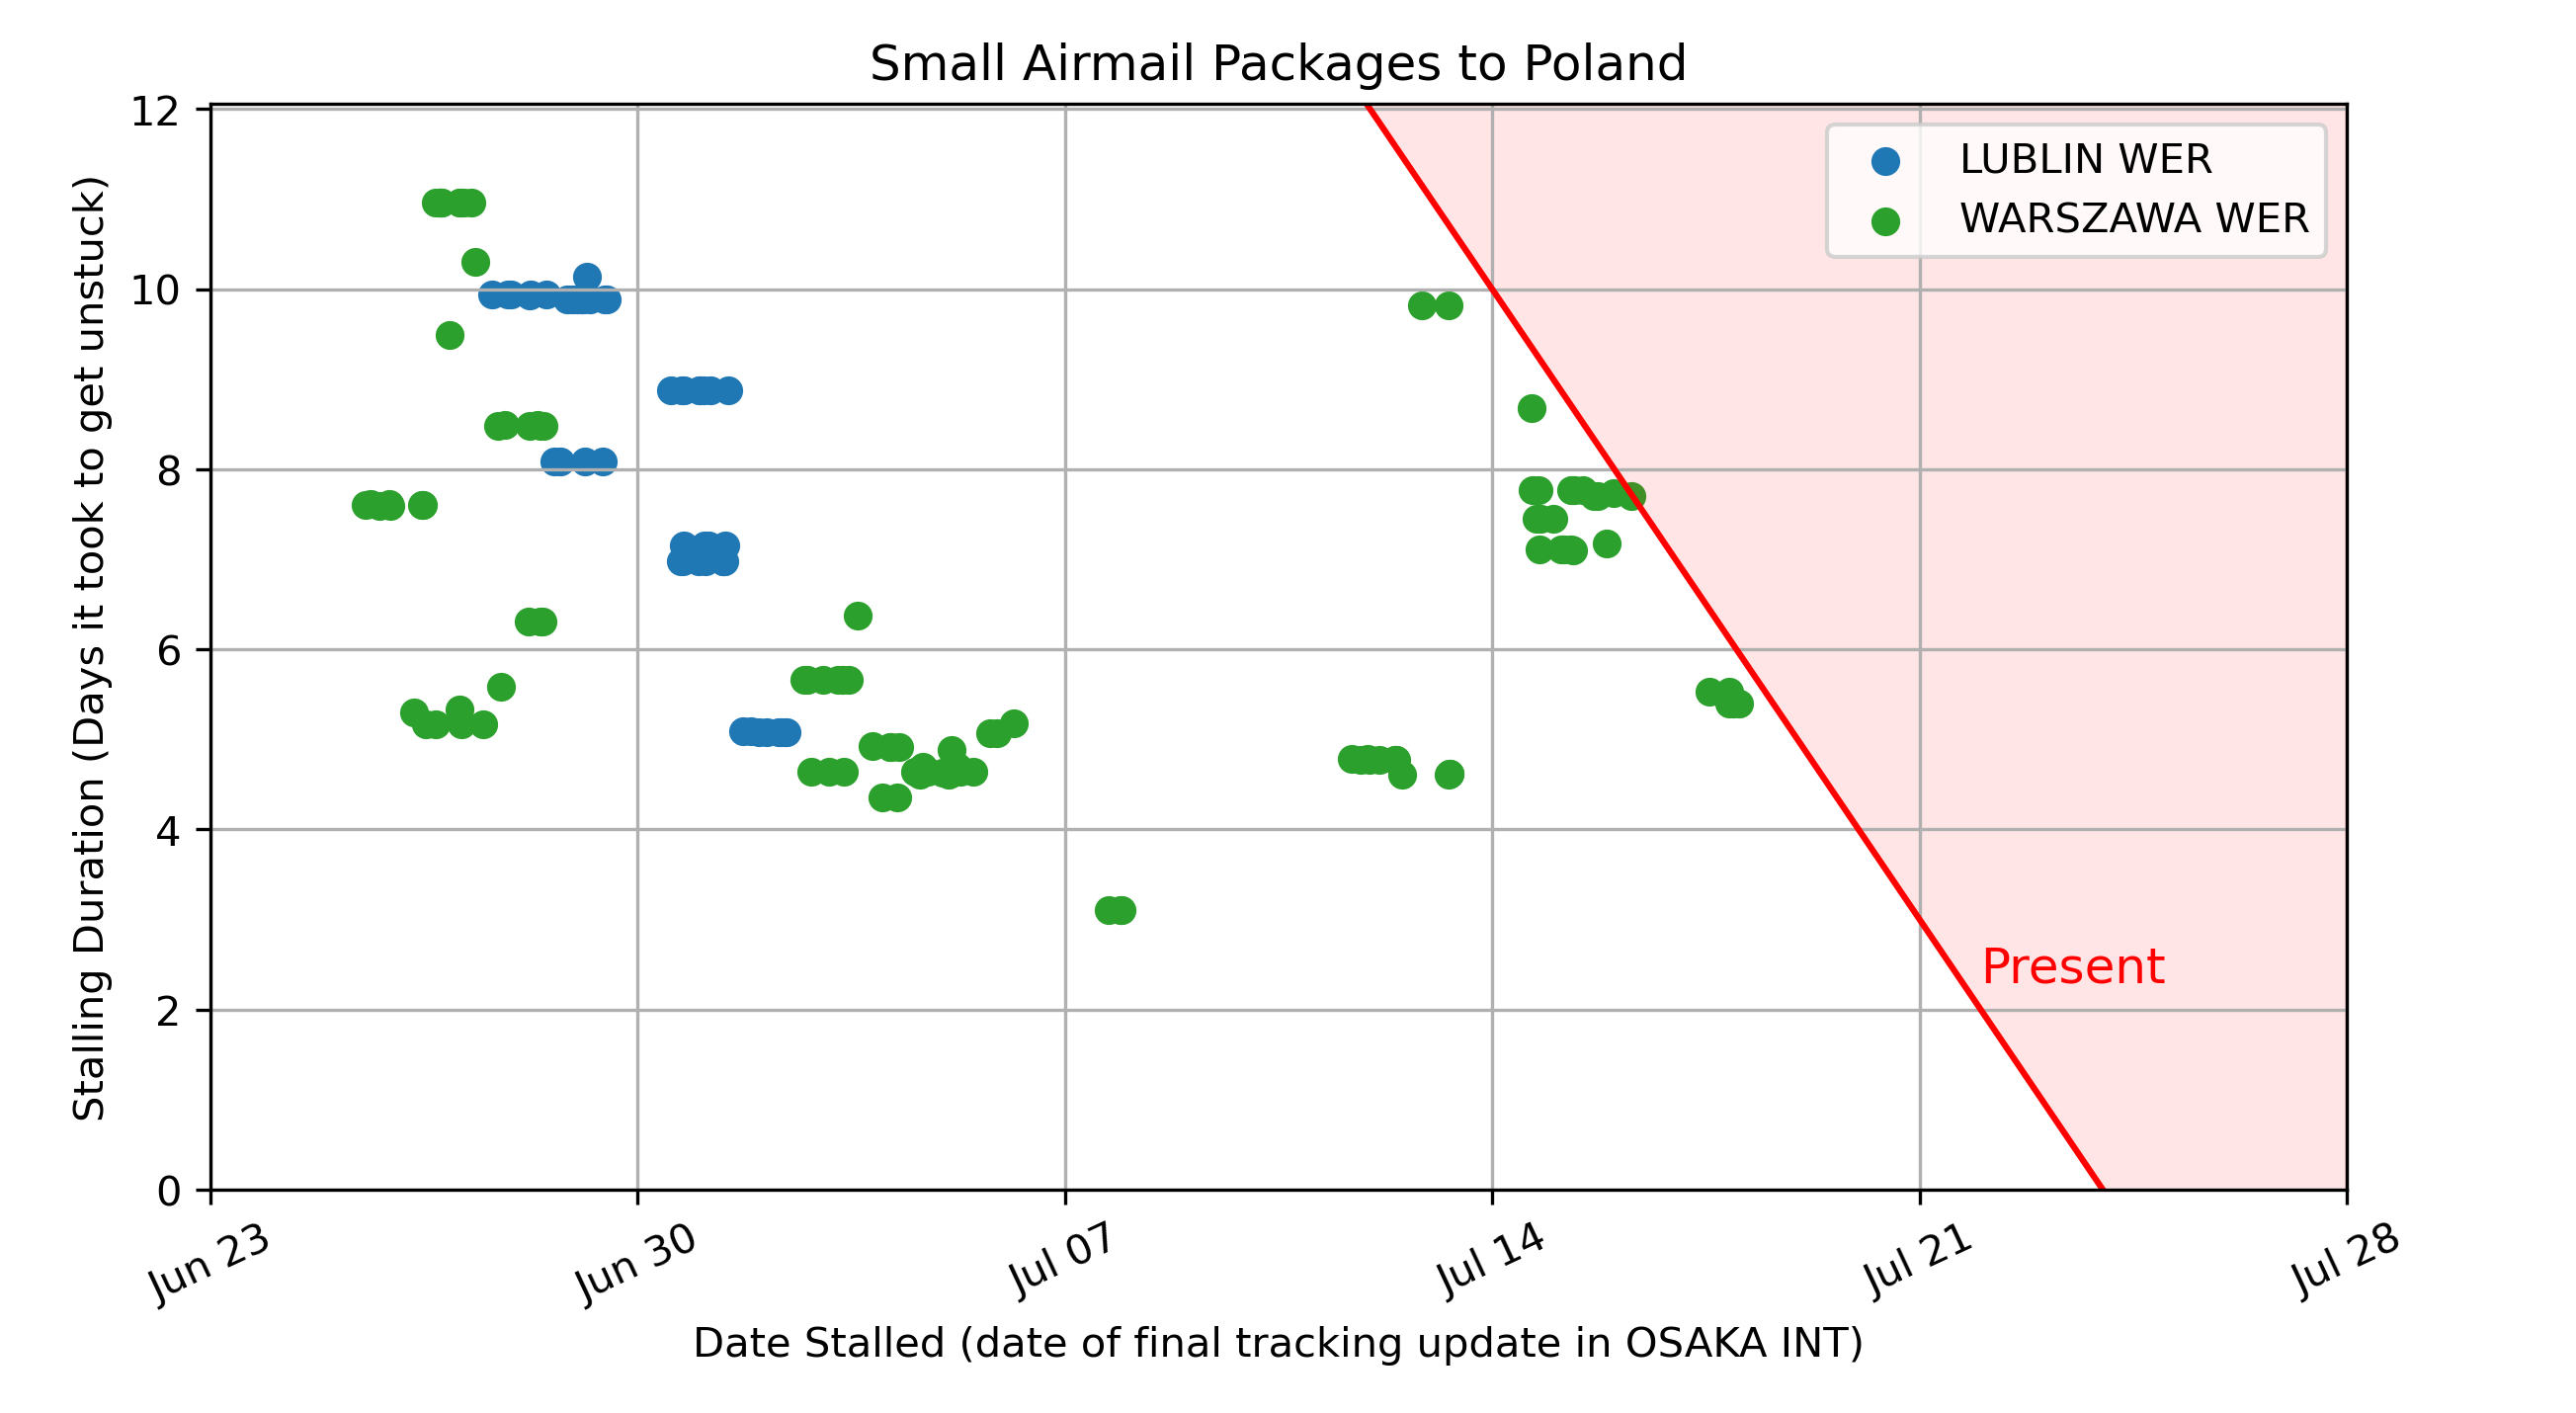 Small Airmail Packages to Poland
Stalling Duration (Days it took to get unstuck)
12
10
8
6
4
2
0
LUBLIN WER
WARSZAWA WER
Present
Jun 23
Jun 30
Jul 07
Jul 14
Jul 21
Jul 28
Date Stalled (date of final tracking update in OSAKA INT)